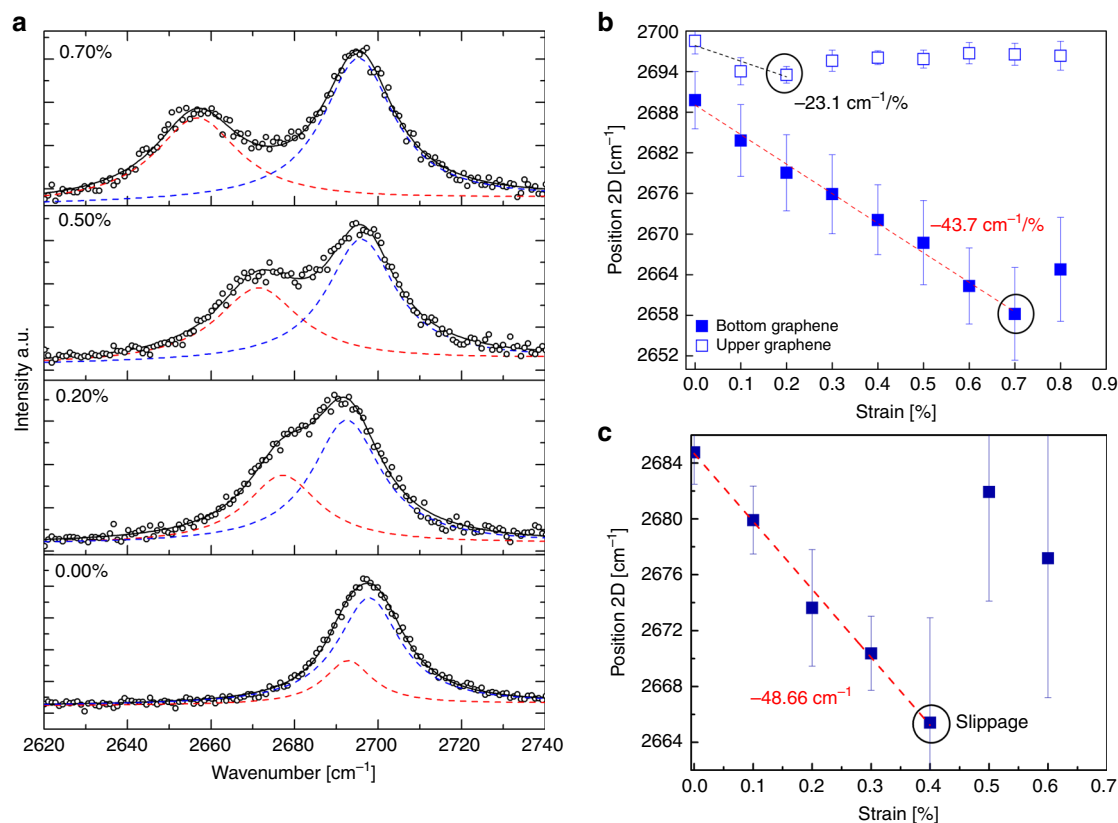 a
0.70%
0.50%
0.20%
0.00%
Intensity a.u.
2620 2640 2660 2680 2700 2720 2740
Wavenumber [cm⁻¹]
b
2700
2694
2688
2682
2676
2670
2664
2658
2652
Position 2D [cm⁻¹]
−23.1 cm⁻¹/%
−43.7 cm⁻¹/%
Bottom graphene
Upper graphene
0.0 0.1 0.2 0.3 0.4 0.5 0.6 0.7 0.8 0.9
Strain [%]
c
2684
2680
2676
2672
2668
2664
Position 2D [cm⁻¹]
−48.66 cm⁻¹
Slippage
0.0 0.1 0.2 0.3 0.4 0.5 0.6 0.7
Strain [%]